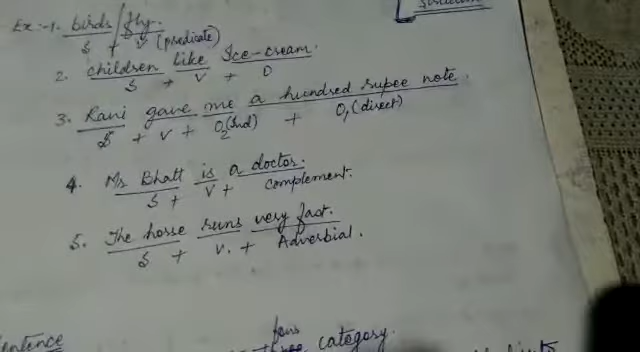 Ex:-1. birds / fly.
S + V (predicate)
2. children like Ice-cream.
S + V + O
3. Rani gave me a hundred rupee note.
S + V + O2 (Ind) + O1 (direct)
4. Mr Bhatt is a doctor.
S + V + complement.
5. The horse runs very fast.
S + V. + Adverbial.
category.